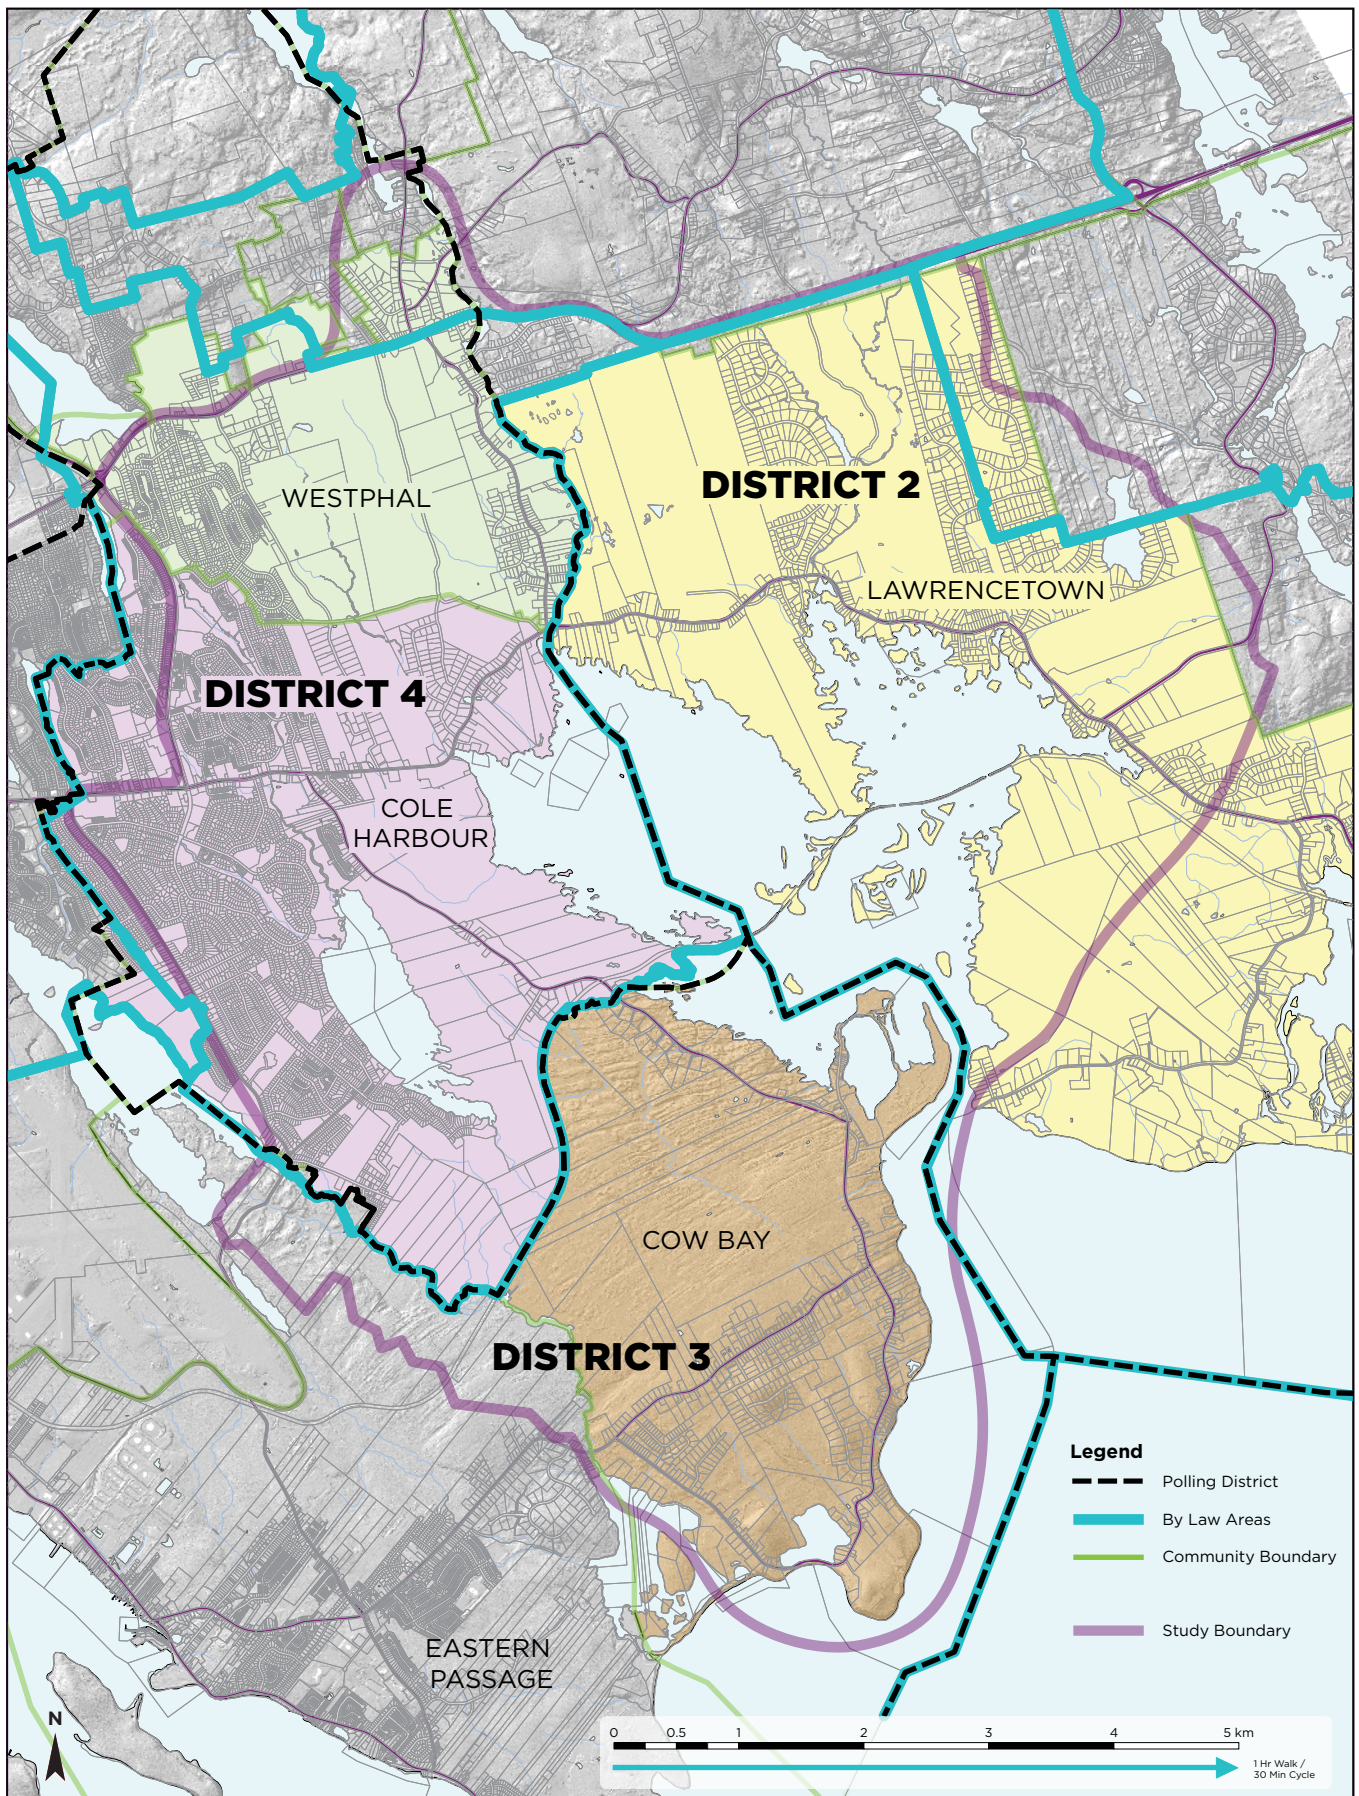 DISTRICT 2
WESTPHAL
LAWRENCETOWN
DISTRICT 4
COLE
HARBOUR
COW BAY
DISTRICT 3
EASTERN
PASSAGE
Legend
Polling District
By Law Areas
Community Boundary
Study Boundary
N
0 0.5 1 2 3 4 5 km
1 Hr Walk /
30 Min Cycle